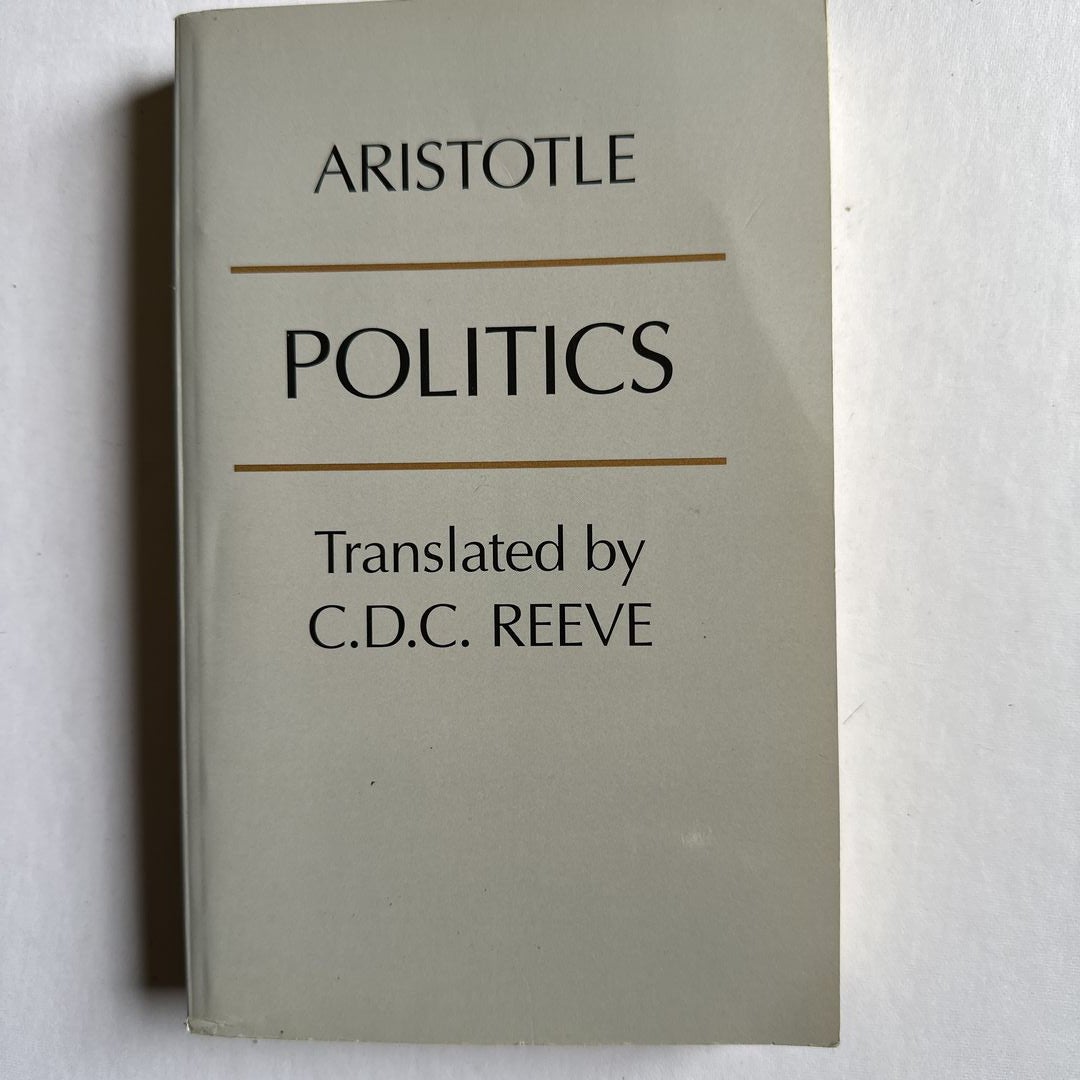 ARISTOTLE
POLITICS
Translated by
C.D.C. REEVE